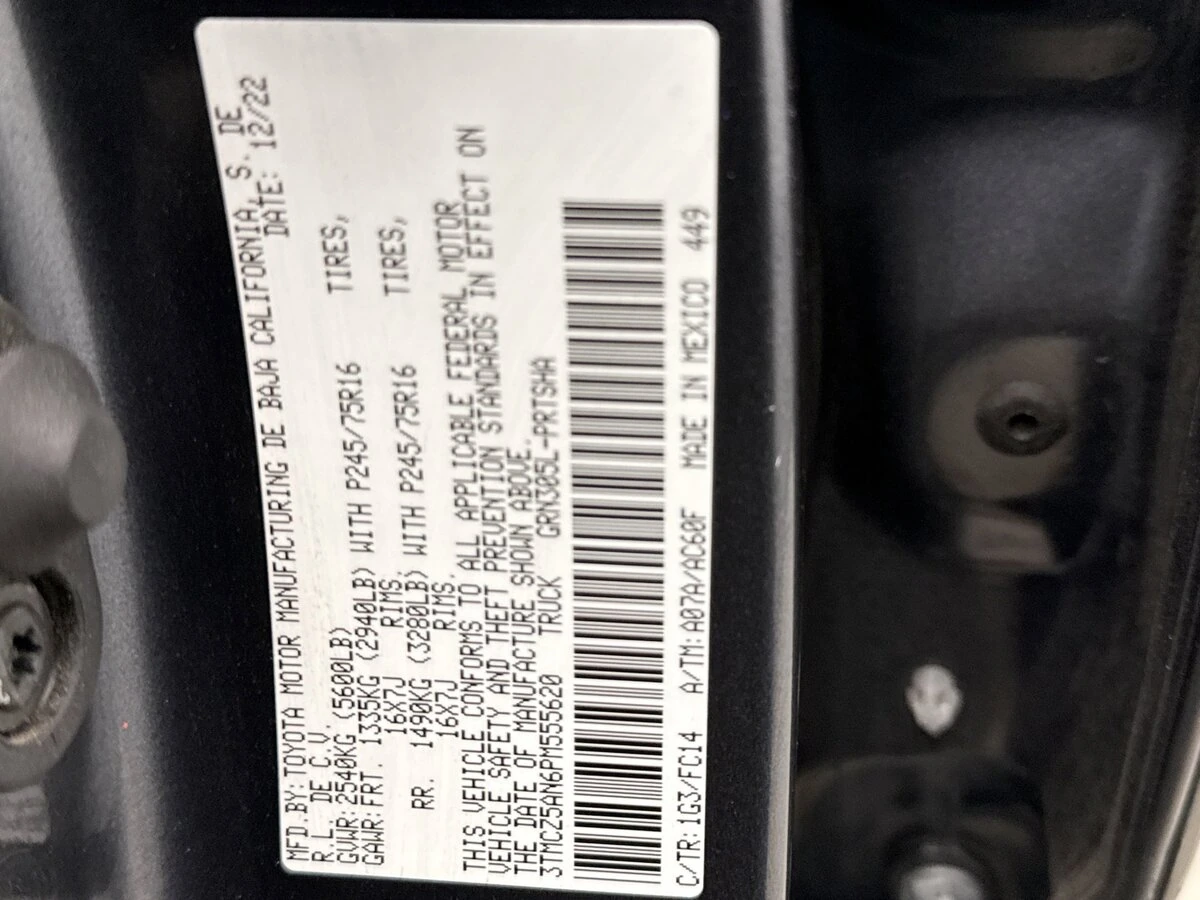 MFD.BY:TOYOTA MOTOR MANUFACTURING DE BAJA CALIFORNIA, S. DE
R.L. DE C.V. DATE: 12/22
GVWR:2540KG (5600LB)
GAWR:FRT. 1335KG (2940LB) WITH P245/75R16 TIRES,
16X7J RIMS,
RR. 1490KG (3280LB) WITH P245/75R16 TIRES,
16X7J RIMS.
THIS VEHICLE CONFORMS TO ALL APPLICABLE FEDERAL MOTOR
VEHICLE SAFETY AND THEFT PREVENTION STANDARDS IN EFFECT ON
THE DATE OF MANUFACTURE SHOWN ABOVE.
3TMCZ5AN6PM555620 TRUCK GRN305L-PRTSHA
C/TR:1G3/FC14 A/TM:A07A/AC60F MADE IN MEXICO 449